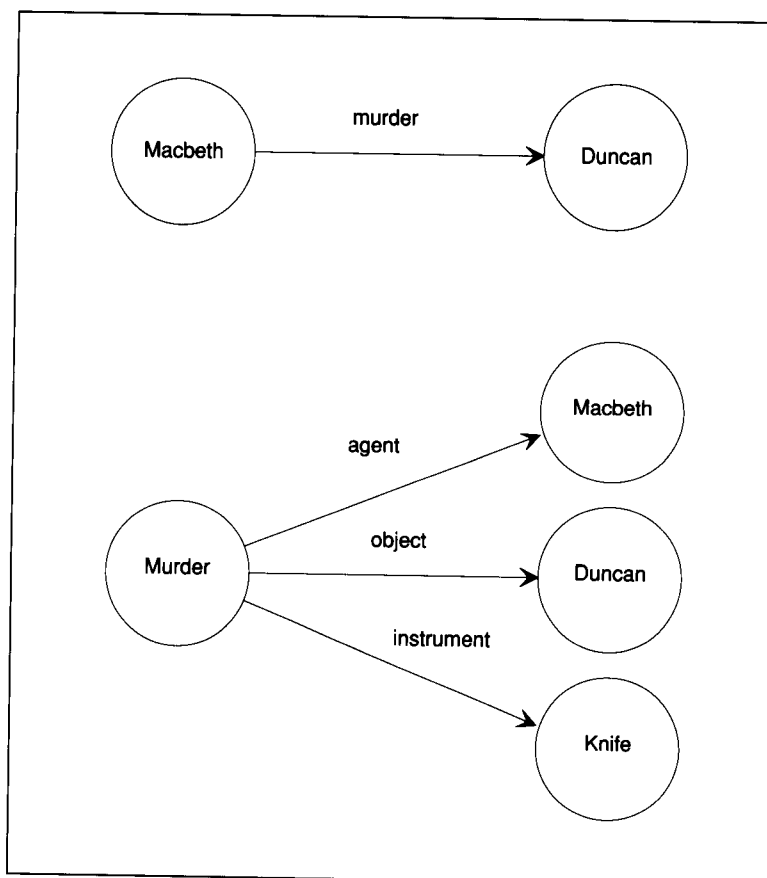 murder
Macbeth
Duncan
Macbeth
agent
object
Murder
Duncan
instrument
Knife